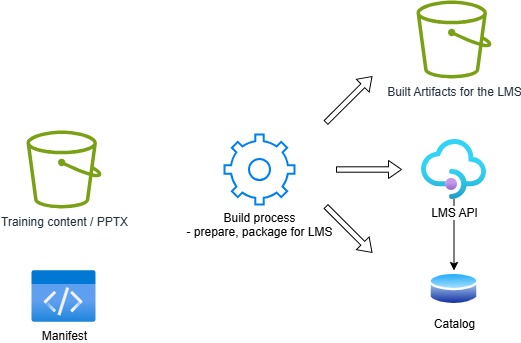 Built Artifacts for the LMS
Training content / PPTX
Build process
- prepare, package for LMS
LMS API
</>
Manifest
Catalog